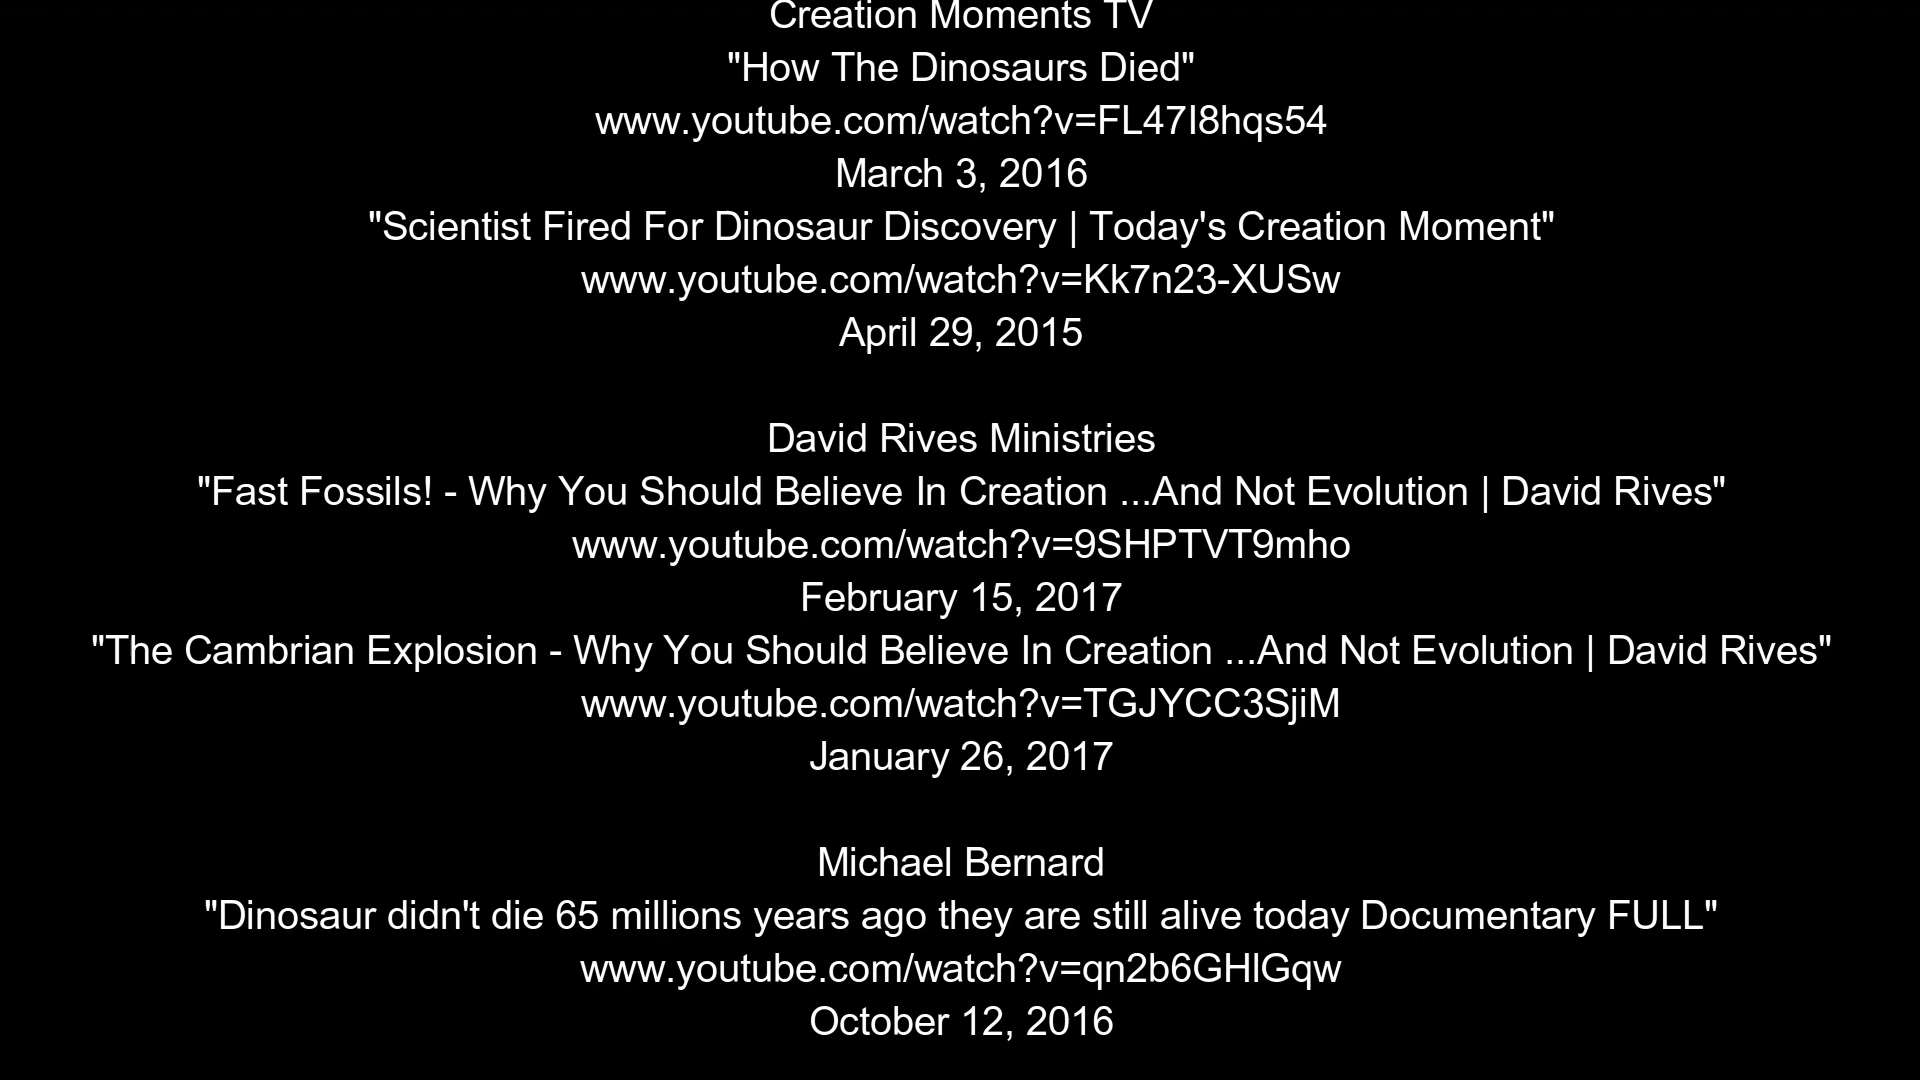 Creation Moments TV
"How The Dinosaurs Died"
www.youtube.com/watch?v=FL47I8hqs54
March 3, 2016
"Scientist Fired For Dinosaur Discovery | Today's Creation Moment"
www.youtube.com/watch?v=Kk7n23-XUSw
April 29, 2015
David Rives Ministries
"Fast Fossils! - Why You Should Believe In Creation ...And Not Evolution | David Rives"
www.youtube.com/watch?v=9SHPTVT9mho
February 15, 2017
"The Cambrian Explosion - Why You Should Believe In Creation ...And Not Evolution | David Rives"
www.youtube.com/watch?v=TGJYCC3SjiM
January 26, 2017
Michael Bernard
"Dinosaur didn't die 65 millions years ago they are still alive today Documentary FULL"
www.youtube.com/watch?v=qn2b6GHlGqw
October 12, 2016